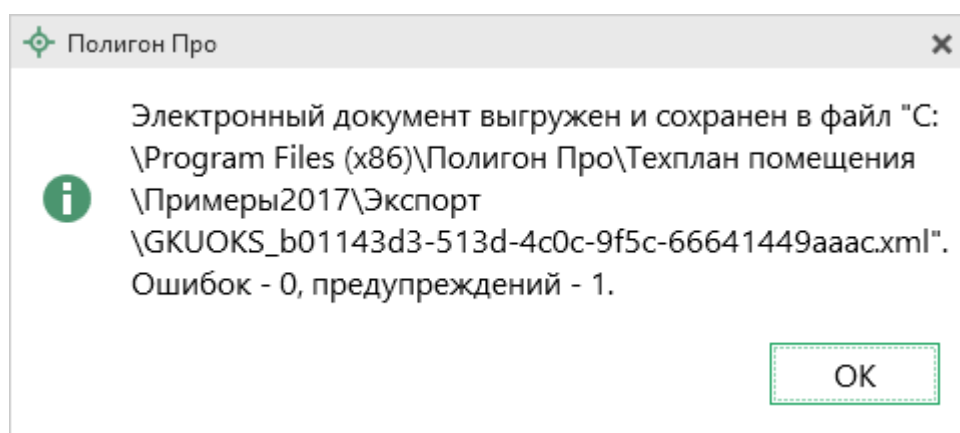 Полигон Про
Электронный документ выгружен и сохранен в файл "C:
\Program Files (x86)\Полигон Про\Техплан помещения
\Примеры2017\Экспорт
\GKUOKS_b01143d3-513d-4c0c-9f5c-66641449aaac.xml".
Ошибок - 0, предупреждений - 1.
ОК